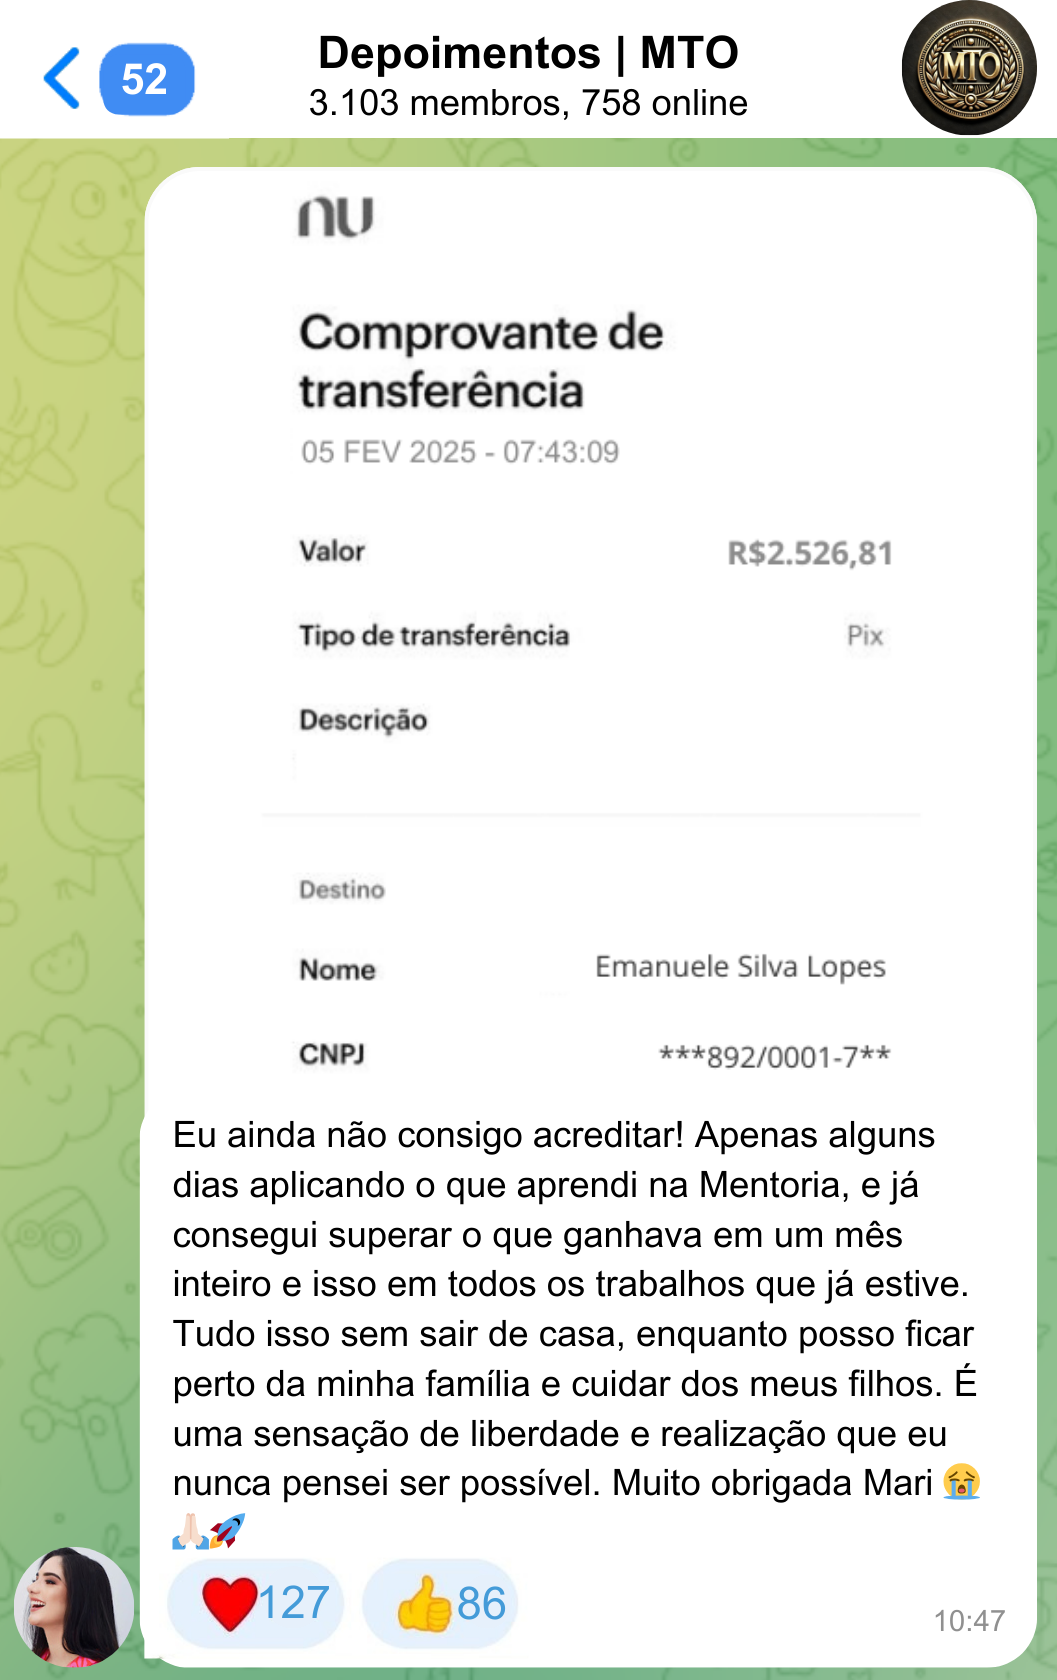 52
Depoimentos | MTO
3.103 membros, 758 online
MTO
nu
Comprovante de
transferência
05 FEV 2025 - 07:43:09
Valor R$2.526,81
Tipo de transferência Pix
Descrição
Destino
Nome Emanuele Silva Lopes
CNPJ ***892/0001-7**
Eu ainda não consigo acreditar! Apenas alguns
dias aplicando o que aprendi na Mentoria, e já
consegui superar o que ganhava em um mês
inteiro e isso em todos os trabalhos que já estive.
Tudo isso sem sair de casa, enquanto posso ficar
perto da minha família e cuidar dos meus filhos. É
uma sensação de liberdade e realização que eu
nunca pensei ser possível. Muito obrigada Mari 😭
🙏🏻🚀
❤️127 👍86
10:47